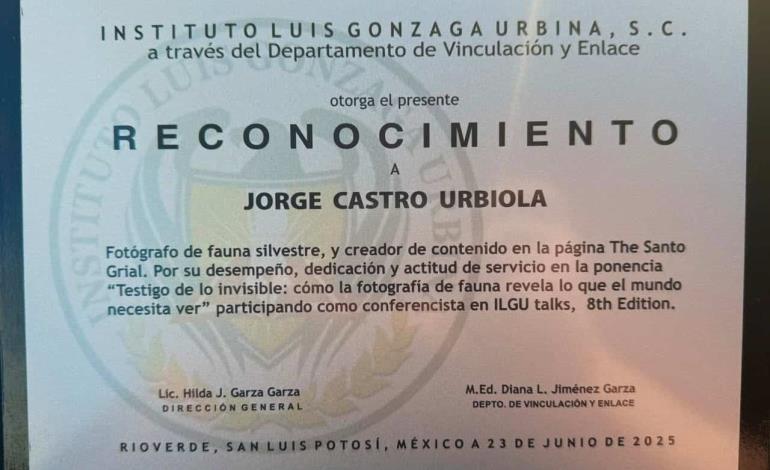 INSTITUTO LUIS GONZAGA URBINA, S.C.
a través del Departamento de Vinculación y Enlace
otorga el presente
RECONOCIMIENTO
A
JORGE CASTRO URBIOLA
Fotógrafo de fauna silvestre, y creador de contenido en la página The Santo
Grial. Por su desempeño, dedicación y actitud de servicio en la ponencia
“Testigo de lo invisible: cómo la fotografía de fauna revela lo que el mundo
necesita ver” participando como conferencista en ILGU talks, 8th Edition.
Lic. Hilda J. Garza Garza
DIRECCIÓN GENERAL
M.Ed. Diana L. Jiménez Garza
DEPTO. DE VINCULACIÓN Y ENLACE
RIOVERDE, SAN LUIS POTOSÍ, MÉXICO A 23 DE JUNIO DE 2025
INSTITUTO LUIS GONZAGA URBINA